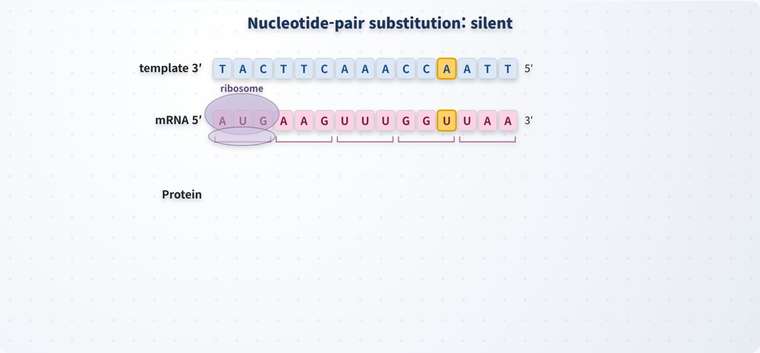 Nucleotide-pair substitution: silent
template 3′ T A C T T C A A A C C A A T T 5′
ribosome
mRNA 5′ A U G A A G U U U G G U U A A 3′
Protein